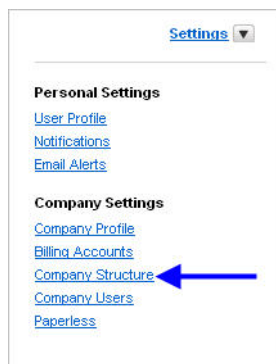 Settings
Personal Settings
User Profile
Notifications
Email Alerts
Company Settings
Company Profile
Billing Accounts
Company Structure
Company Users
Paperless